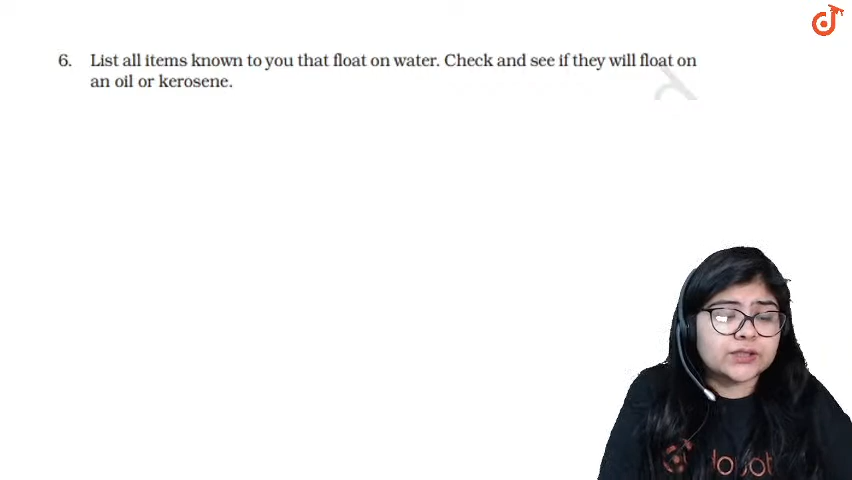 6. List all items known to you that float on water. Check and see if they will float on
an oil or kerosene.